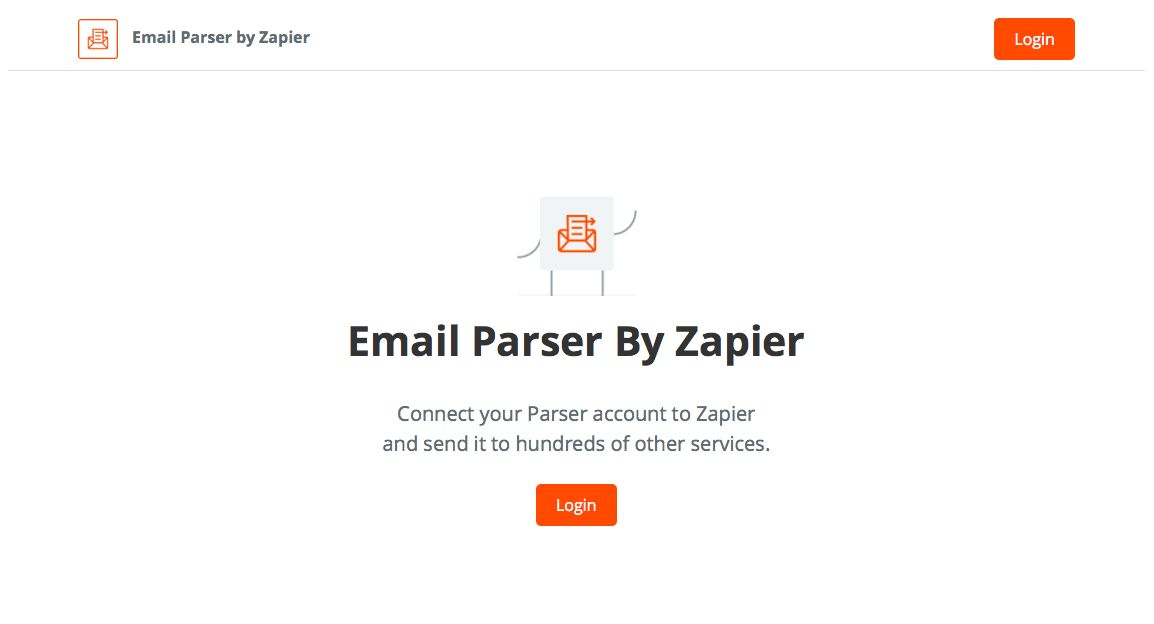 Email Parser by Zapier
Login
Email Parser By Zapier
Connect your Parser account to Zapier
and send it to hundreds of other services.
Login